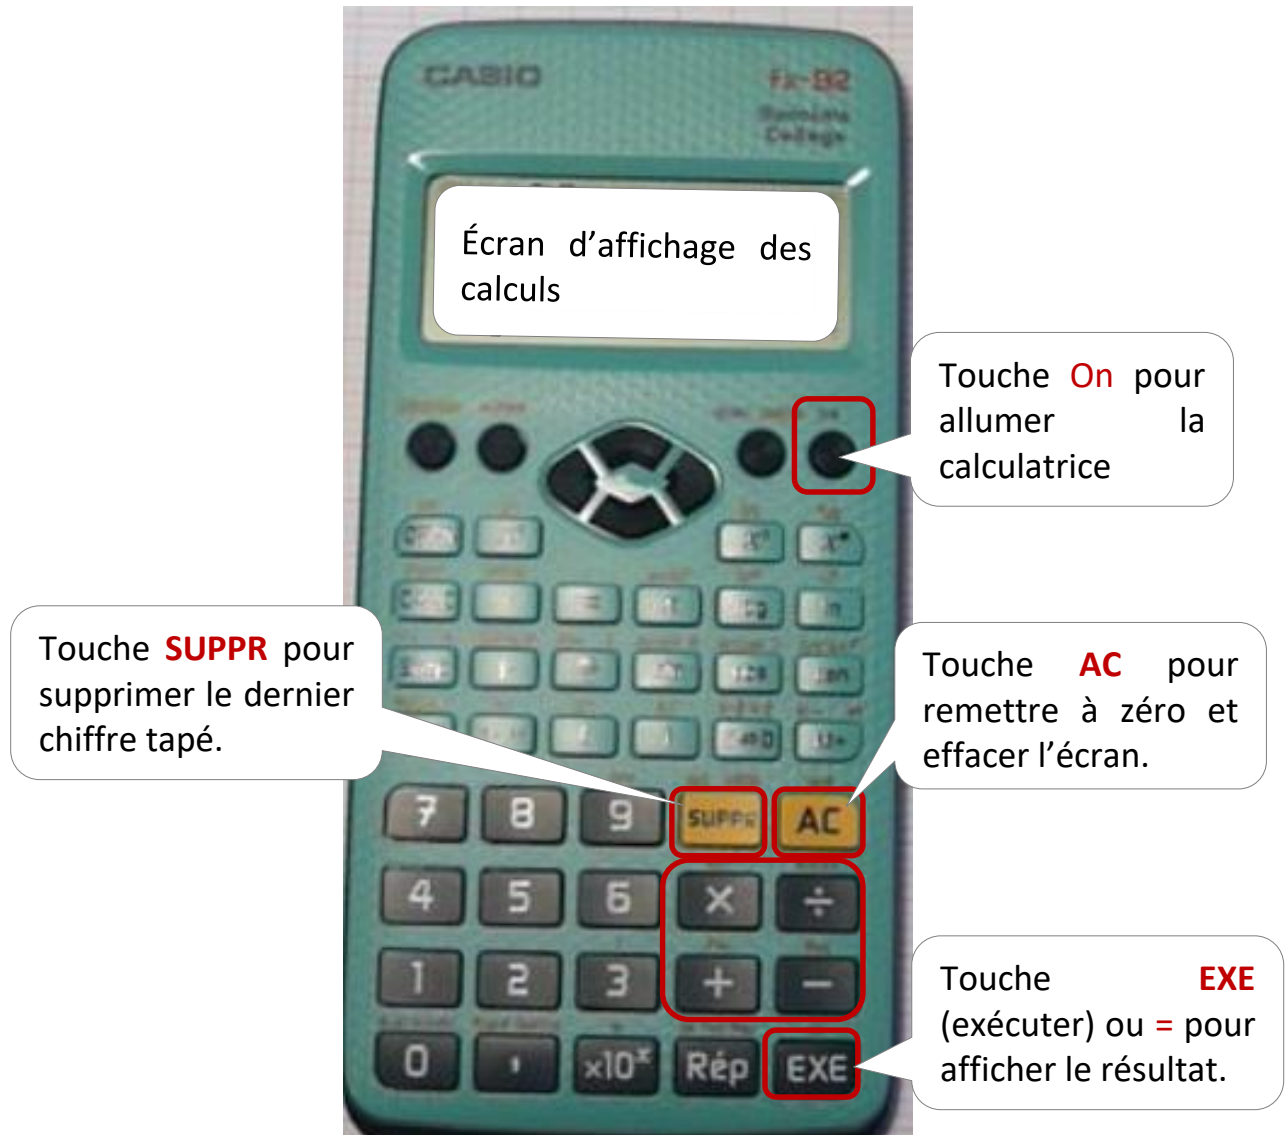 CASIO
fx-92
Spéciale
Collège
Écran d’affichage des
calculs
Touche On pour
allumer la
calculatrice
Touche SUPPR pour
supprimer le dernier
chiffre tapé.
Touche AC pour
remettre à zéro et
effacer l’écran.
7 8 9 SUPPR AC
4 5 6 × ÷
1 2 3 + −
0 , ×10ˣ Rép EXE
Touche EXE
(exécuter) ou = pour
afficher le résultat.